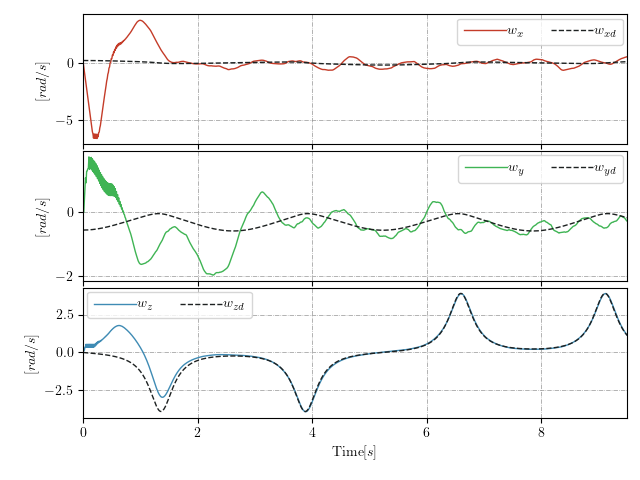 w_x w_xd
[rad/s]
0
−5
w_y w_yd
[rad/s]
0
−2
w_z w_zd
[rad/s]
2.5
0.0
−2.5
0 2 4 6 8
Time[s]